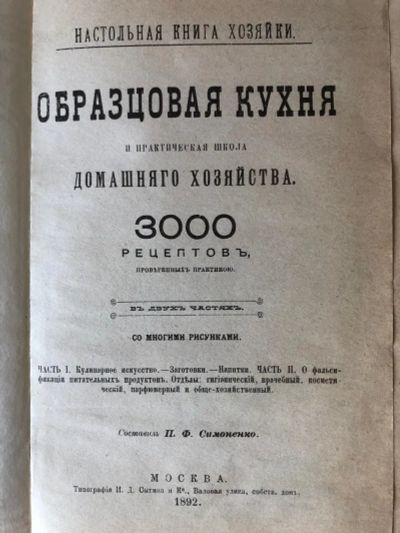 НАСТОЛЬНАЯ КНИГА ХОЗЯЙКИ.
ОБРАЗЦОВАЯ КУХНЯ
И ПРАКТИЧЕСКАЯ ШКОЛА
ДОМАШНЯГО ХОЗЯЙСТВА.
3000
РЕЦЕПТОВЪ,
ПРОВѢРЕННЫХЪ ПРАКТИКОЮ.
ВЪ ДВУХЪ ЧАСТЯХЪ.
СО МНОГИМИ РИСУНКАМИ.
ЧАСТЬ I. Кулинарное искусство.—Заготовки.—Напитки. ЧАСТЬ II. О фальси-
фикаціи питательныхъ продуктовъ. Отдѣлы: гигіеническій, врачебный, космети-
ческій, парфюмерный и обще-хозяйственный.
Составилъ П. Ф. Симоненко.
МОСКВА.
Типографія И. Д. Сытина и Ко., Валовая улица, собств. домъ.
1892.